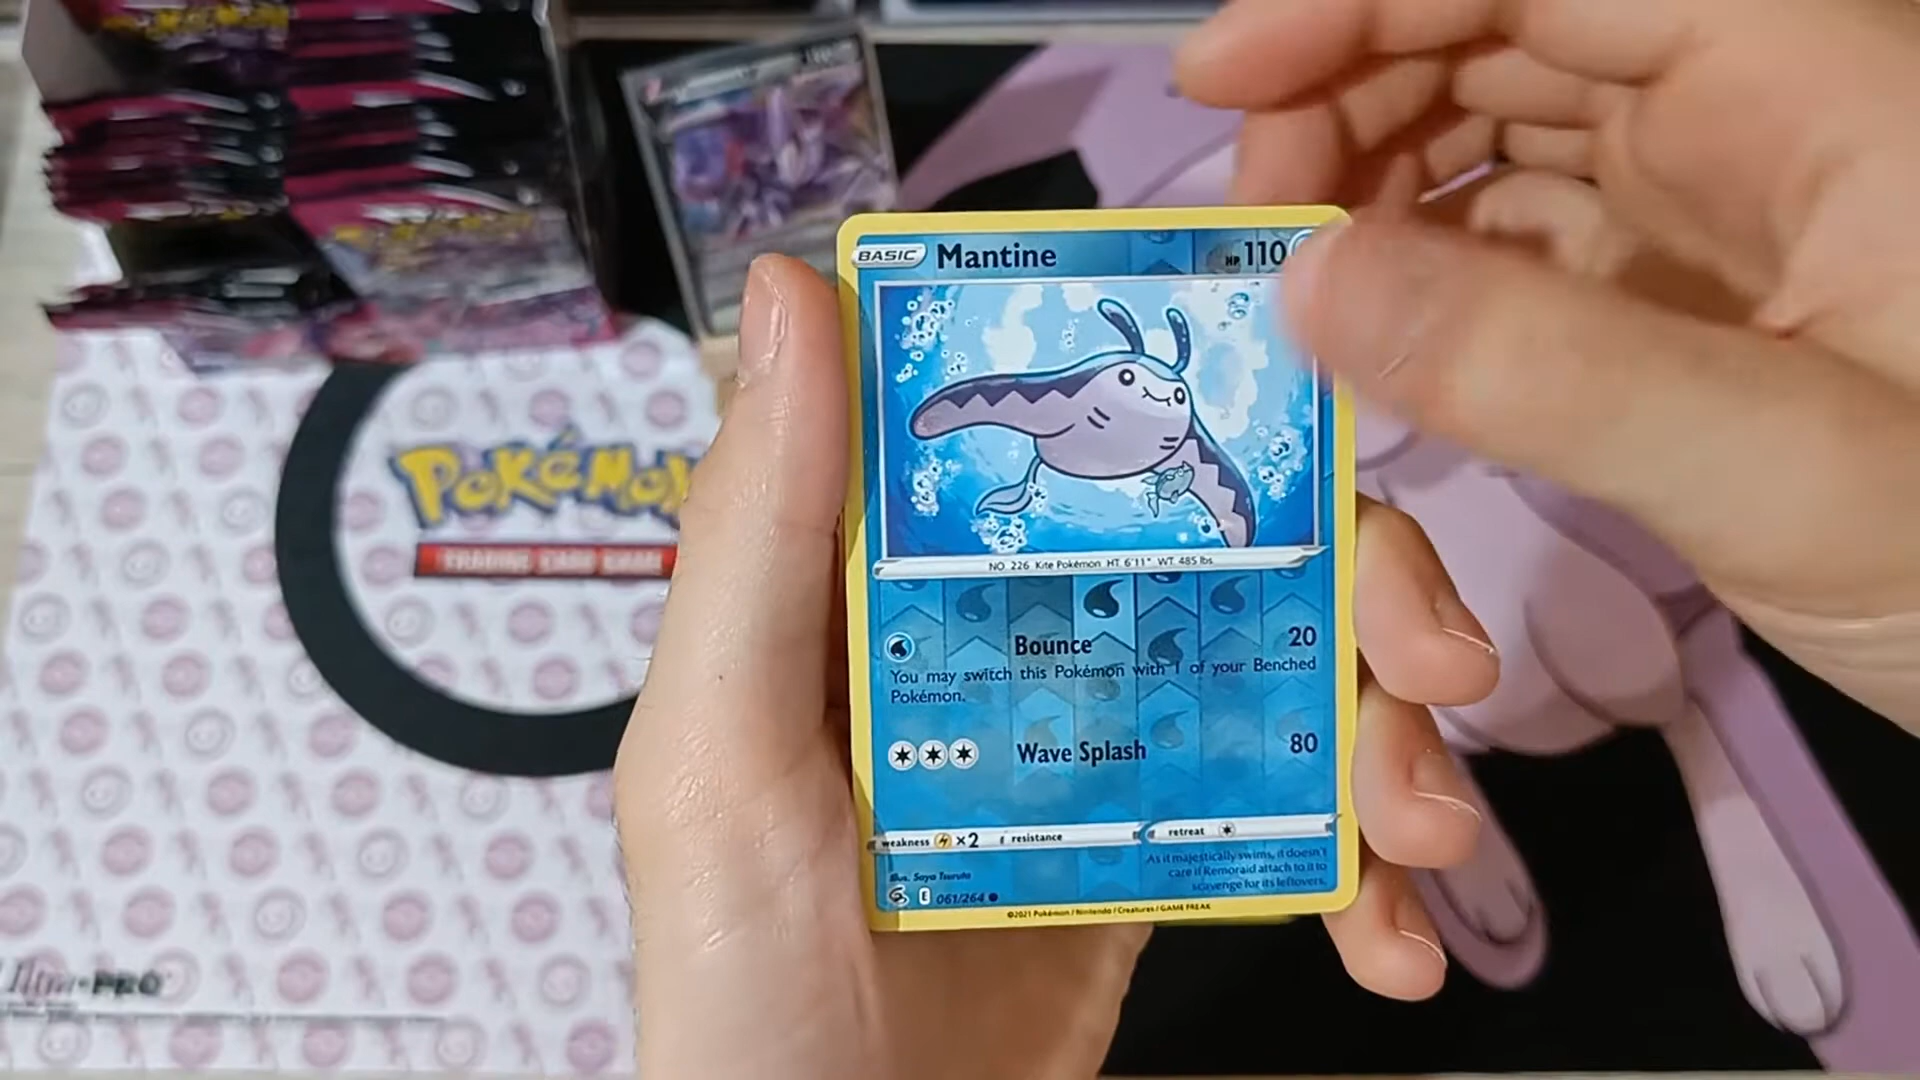 Pokémon
BASIC Mantine HP 110
NO. 226 Kite Pokémon HT. 6'11" WT. 485 lbs
Bounce 20
You may switch this Pokémon with 1 of your Benched
Pokémon.
Wave Splash 80
weakness ×2 resistance retreat
As it majestically swims, it doesn't
care if Remoraid attach to it to
scavenge for its leftovers.
Illus. Saya Tsuruta
E 061/264
©2021 Pokémon / Nintendo / Creatures / GAME FREAK
Pokémon
TRADING CARD GAME
Ultra•PRO